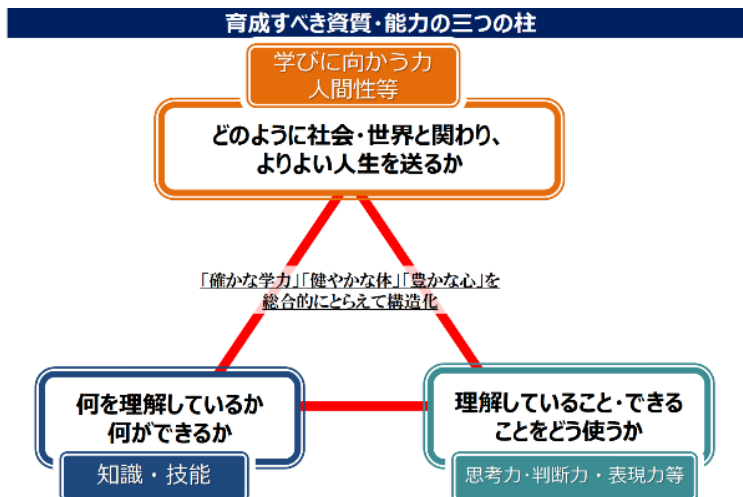 育成すべき資質・能力の三つの柱
学びに向かう力
人間性等
どのように社会・世界と関わり、
よりよい人生を送るか
「確かな学力」「健やかな体」「豊かな心」を
総合的にとらえて構造化
何を理解しているか
何ができるか
知識・技能
理解していること・できる
ことをどう使うか
思考力・判断力・表現力等